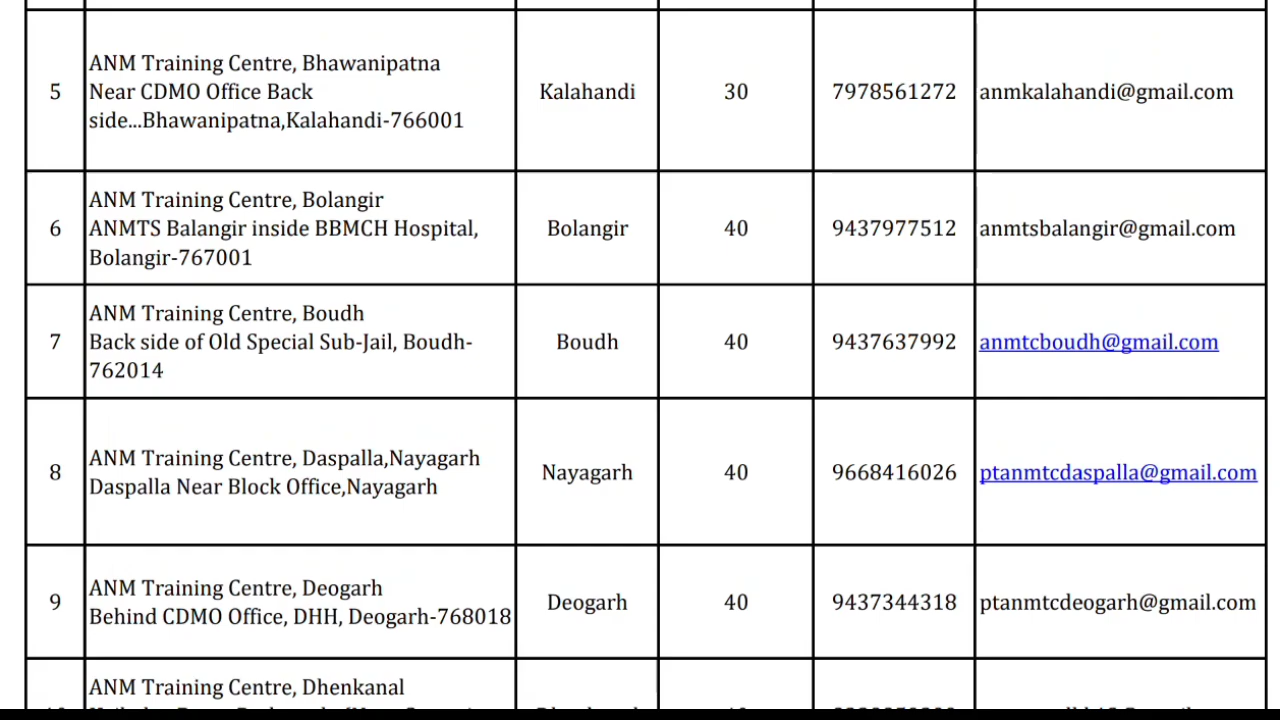 5
ANM Training Centre, Bhawanipatna
Near CDMO Office Back
side...Bhawanipatna,Kalahandi-766001
Kalahandi
30
7978561272
anmkalahandi@gmail.com
6
ANM Training Centre, Bolangir
ANMTS Balangir inside BBMCH Hospital,
Bolangir-767001
Bolangir
40
9437977512
anmtsbalangir@gmail.com
7
ANM Training Centre, Boudh
Back side of Old Special Sub-Jail, Boudh-
762014
Boudh
40
9437637992
anmtcboudh@gmail.com
8
ANM Training Centre, Daspalla,Nayagarh
Daspalla Near Block Office,Nayagarh
Nayagarh
40
9668416026
ptanmtcdaspalla@gmail.com
9
ANM Training Centre, Deogarh
Behind CDMO Office, DHH, Deogarh-768018
Deogarh
40
9437344318
ptanmtcdeogarh@gmail.com
ANM Training Centre, Dhenkanal